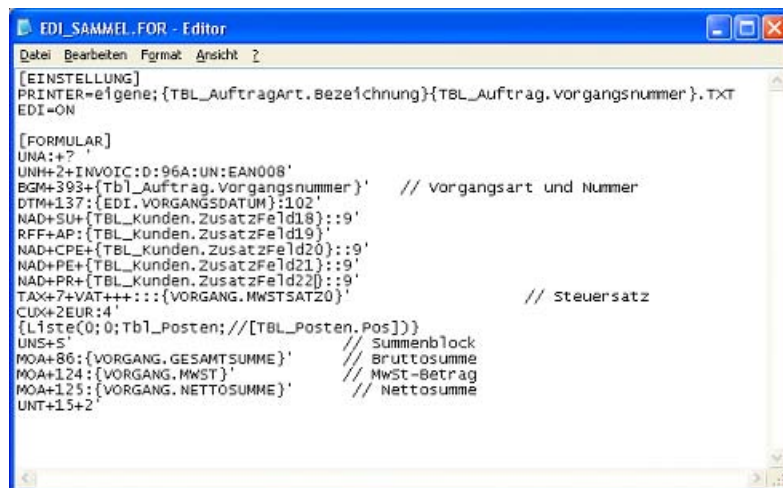 EDI_SAMMEL.FOR - Editor
Datei Bearbeiten Format Ansicht ?
[EINSTELLUNG]
PRINTER=eigene;{TBL_AuftragArt.Bezeichnung}{TBL_Auftrag.Vorgangsnummer}.TXT
EDI=ON
[FORMULAR]
UNA:+? '
UNH+2+INVOIC:D:96A:UN:EAN008'
BGM+393+{Tbl_Auftrag.Vorgangsnummer}' // Vorgangsart und Nummer
DTM+137:{EDI.VORGANGSDATUM}:102'
NAD+SU+{TBL_Kunden.ZusatzFeld18}::9'
RFF+AP:{TBL_Kunden.ZusatzFeld19}'
NAD+CPE+{TBL_Kunden.ZusatzFeld20}::9'
NAD+PE+{TBL_Kunden.ZusatzFeld21}::9'
NAD+PR+{TBL_Kunden.ZusatzFeld22}::9'
TAX+7+VAT+++:::{VORGANG.MWSTSATZ0}' // Steuersatz
CUX+2EUR:4'
{Liste(0;0;Tbl_Posten;//[TBL_Posten.Pos])}
UNS+S' // Summenblock
MOA+86:{VORGANG.GESAMTSUMME}' // Bruttosumme
MOA+124:{VORGANG.MWST}' // MwSt-Betrag
MOA+125:{VORGANG.NETTOSUMME}' // Nettosumme
UNT+15+2'